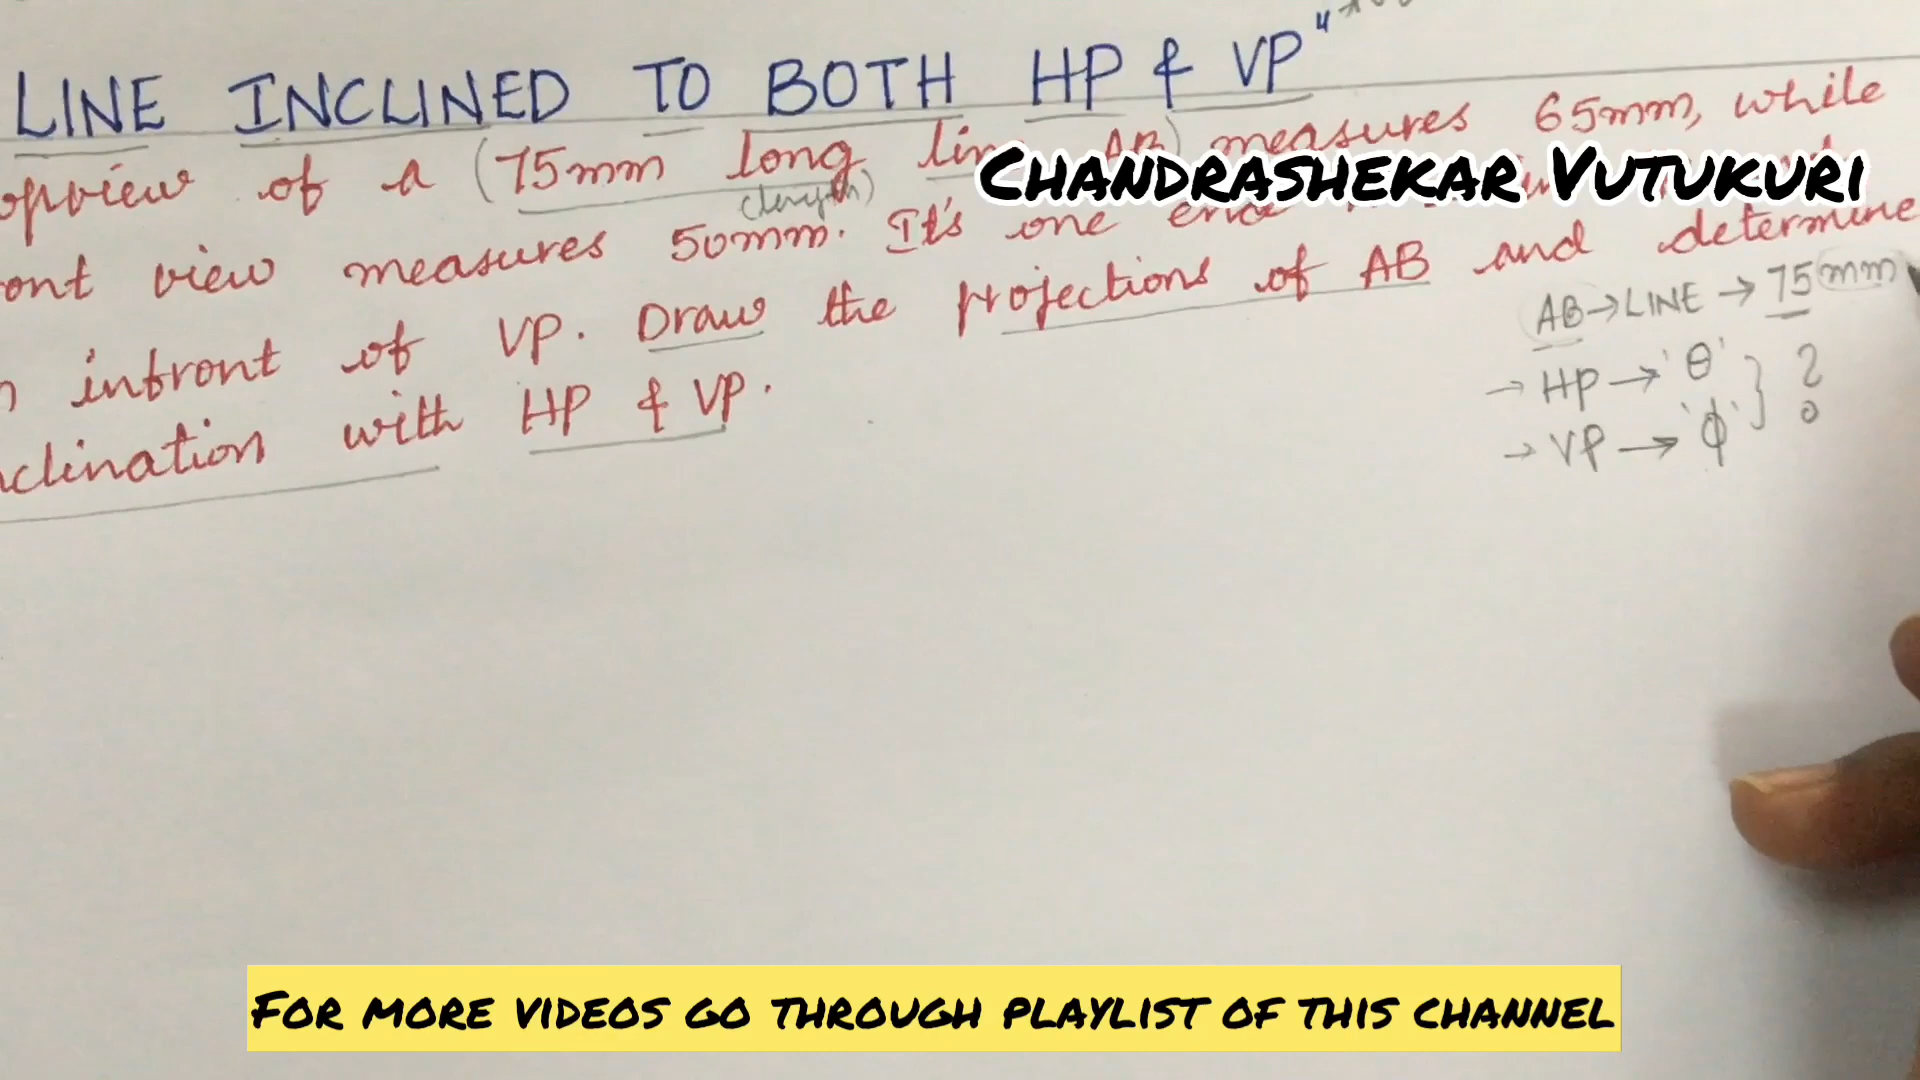 LINE INCLINED TO BOTH HP & VP"
opview of a (75mm long line AB) measures 65mm, while
(length)
CHANDRASHEKAR VUTUKURI
ont view measures 50mm. It's one end
infront of VP. Draw the projections of AB and determine
nclination with HP & VP.
AB→LINE→75mm
→HP→'θ' } ?
→VP→'ϕ'
FOR MORE VIDEOS GO THROUGH PLAYLIST OF THIS CHANNEL